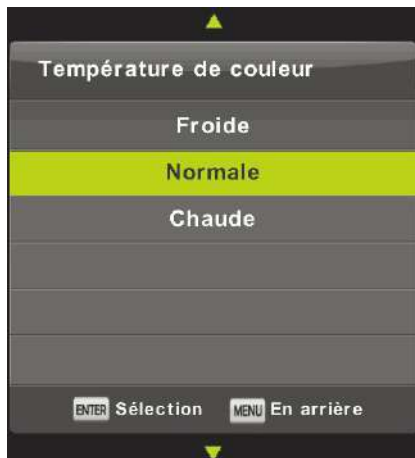 Température de couleur
Froide
Normale
Chaude
ENTER Sélection MENU En arrière